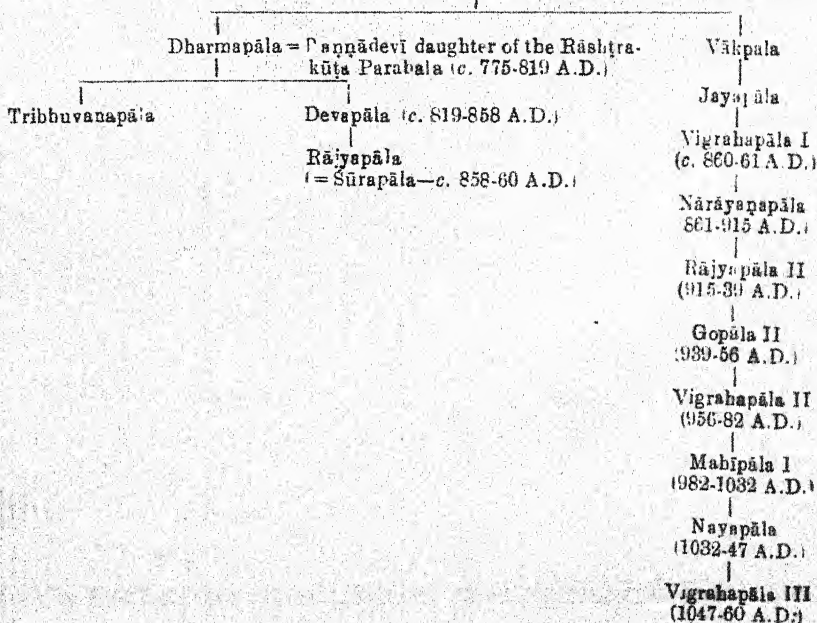 Dharmapāla = Paṇṇādevī daughter of the Rāshṭra-
kūṭa Parabala (c. 775-819 A.D.)
Vākpala
Tribhuvanapāla
Devapāla (c. 819-858 A.D.)
Rājyapāla
(= Śūrapāla—c. 858-60 A.D.)
Jayapāla
Vigrahapāla I
(c. 860-61 A.D.)
Nārāyaṇapāla
861-915 A.D.)
Rājyapāla II
(915-39 A.D.)
Gopāla II
(939-56 A.D.)
Vigrahapāla II
(956-82 A.D.)
Mahīpāla I
(982-1032 A.D.)
Nayapāla
(1032-47 A.D.)
Vigrahapāla III
(1047-60 A.D.)